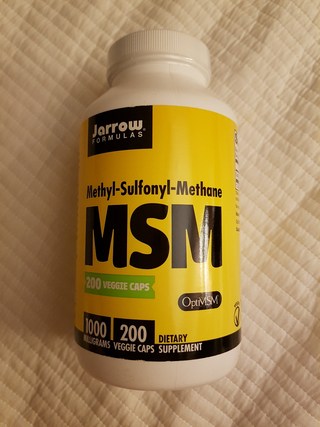 Jarrow
FORMULAS
Methyl-Sulfonyl-Methane
MSM
200 VEGGIE CAPS
OptiMSM
1000 200 DIETARY
MILLIGRAMS VEGGIE CAPS SUPPLEMENT